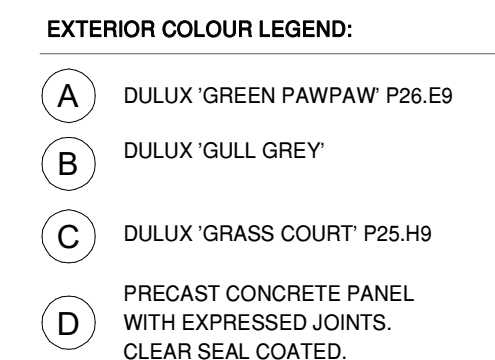 EXTERIOR COLOUR LEGEND:
A DULUX 'GREEN PAWPAW' P26.E9
B DULUX 'GULL GREY'
C DULUX 'GRASS COURT' P25.H9
D PRECAST CONCRETE PANEL
WITH EXPRESSED JOINTS.
CLEAR SEAL COATED.